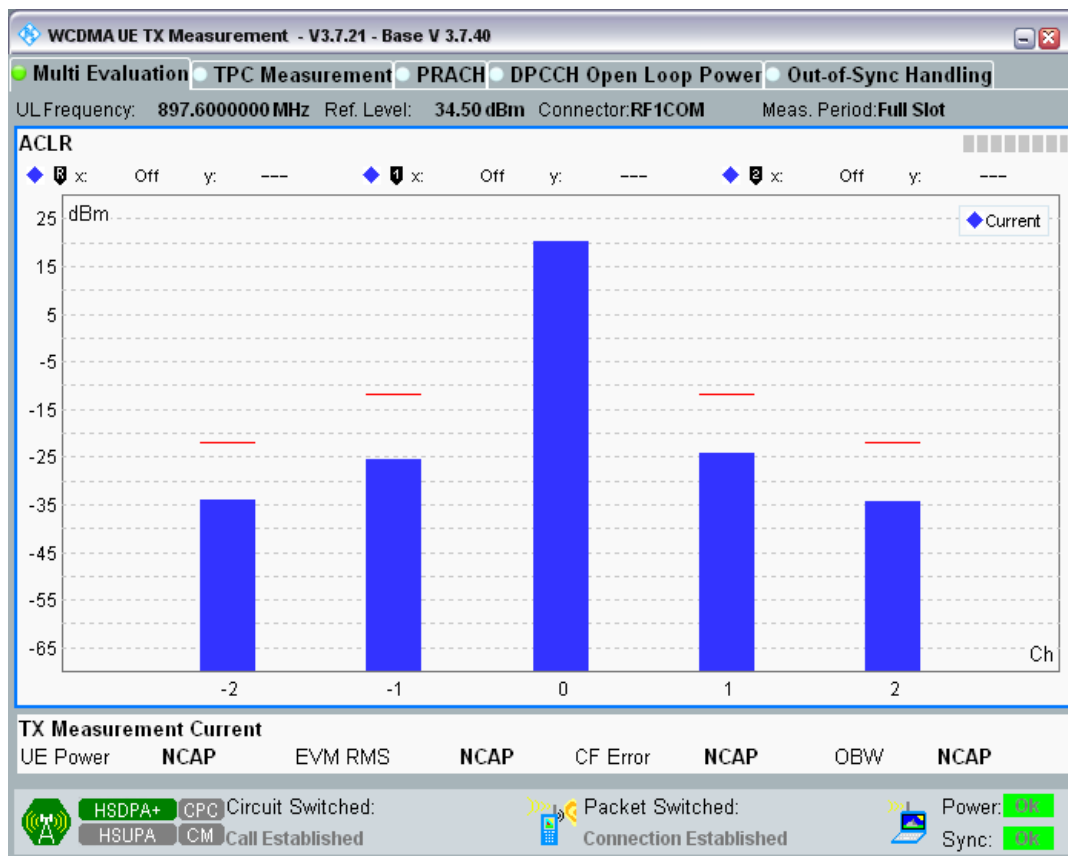 WCDMA UE TX Measurement - V3.7.21 - Base V 3.7.40
Multi Evaluation TPC Measurement PRACH DPCCH Open Loop Power Out-of-Sync Handling
UL Frequency: 897.6000000 MHz Ref. Level: 34.50 dBm Connector:RF1COM Meas. Period:Full Slot
ACLR
R x: Off y: --- 1 x: Off y: --- 2 x: Off y: ---
dBm
Current
25
15
5
-5
-15
-25
-35
-45
-55
-65
Ch
-2 -1 0 1 2
TX Measurement Current
UE Power NCAP EVM RMS NCAP CF Error NCAP OBW NCAP
HSDPA+ CPC Circuit Switched: Packet Switched: Power: OK
HSUPA CM Call Established Connection Established Sync: OK